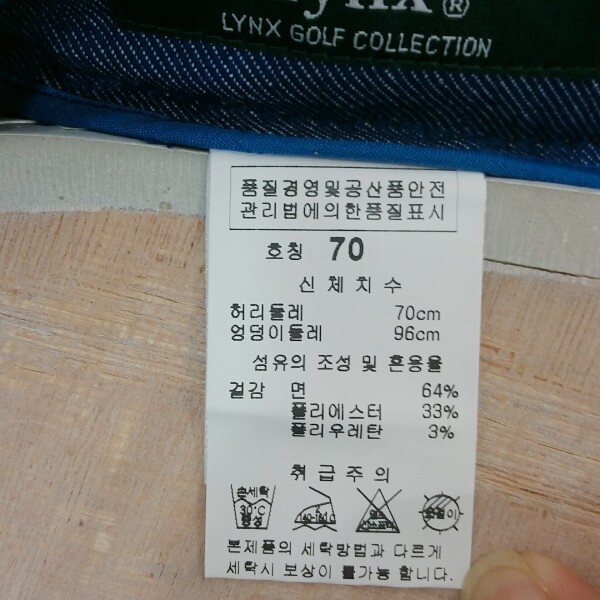 Lynx®
LYNX GOLF COLLECTION
품질경영및공산품안전
관리법에의한품질표시
호칭 70
신체치수
허리둘레 70cm
엉덩이둘레 96cm
섬유의 조성 및 혼용율
겉감 면 64%
폴리에스터 33%
폴리우레탄 3%
취급주의
손세탁
30℃
중성
140-160℃
본제품의 세탁방법과 다르게
세탁시 보상이 불가능 합니다.